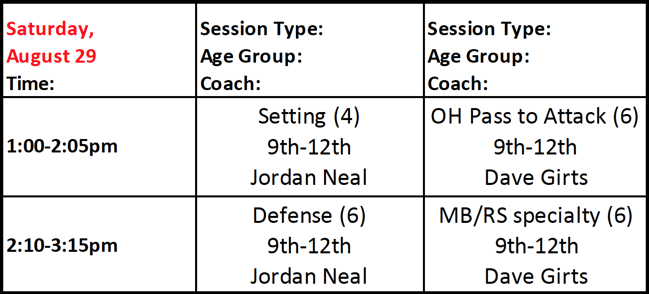 Saturday,
August 29
Time:
Session Type:
Age Group:
Coach:
Session Type:
Age Group:
Coach:
1:00-2:05pm
Setting (4)
9th-12th
Jordan Neal
OH Pass to Attack (6)
9th-12th
Dave Girts
2:10-3:15pm
Defense (6)
9th-12th
Jordan Neal
MB/RS specialty (6)
9th-12th
Dave Girts